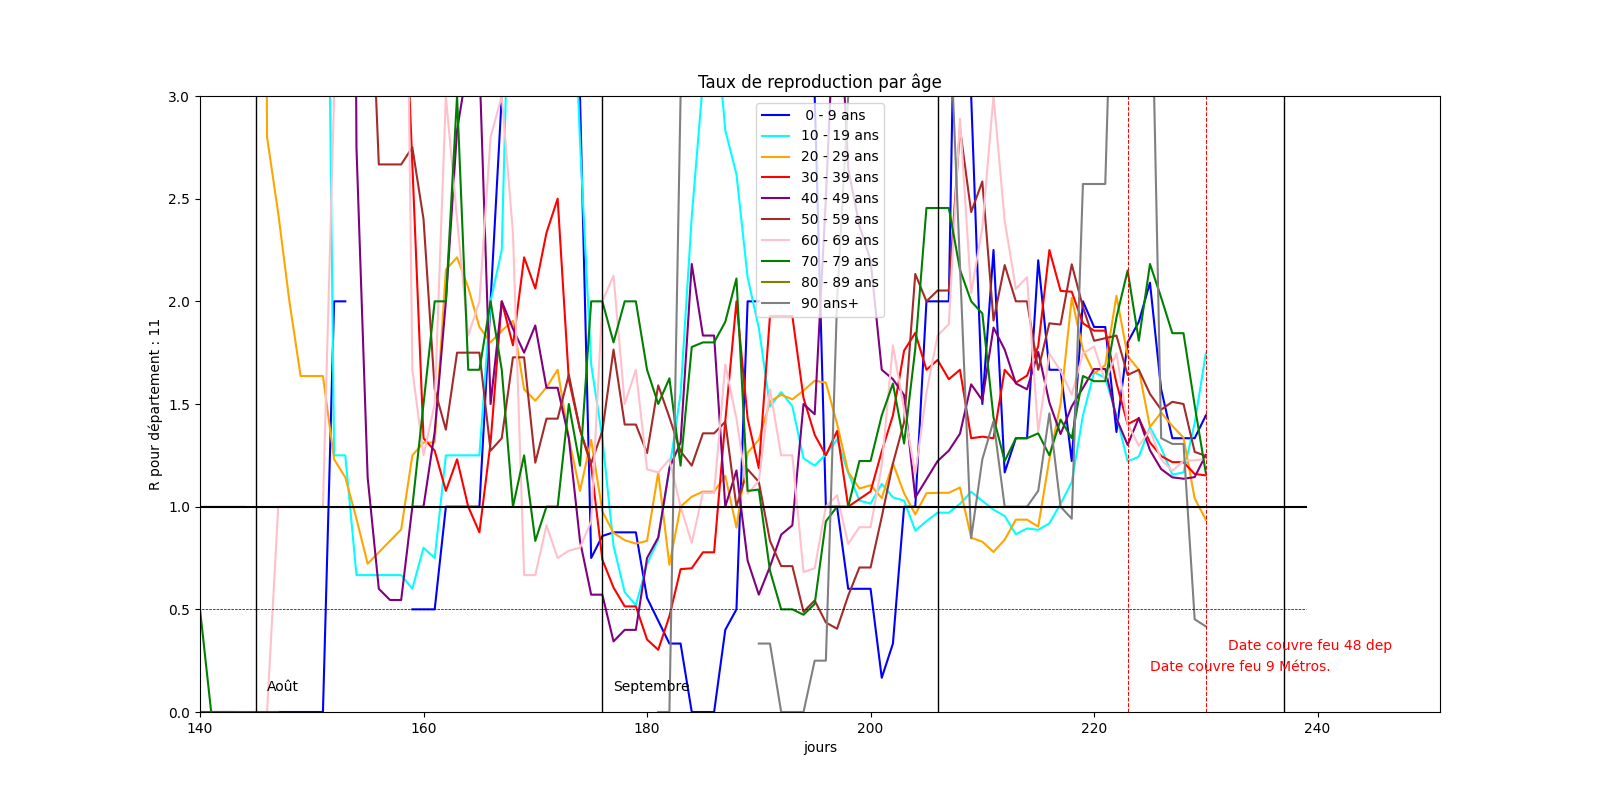 Taux de reproduction par âge
R pour département : 11
3.0
2.5
2.0
1.5
1.0
0.5
0.0
0 - 9 ans
10 - 19 ans
20 - 29 ans
30 - 39 ans
40 - 49 ans
50 - 59 ans
60 - 69 ans
70 - 79 ans
80 - 89 ans
90 ans+
Date couvre feu 48 dep
Date couvre feu 9 Métros.
Août
Septembre
140
160
180
200
220
240
jours